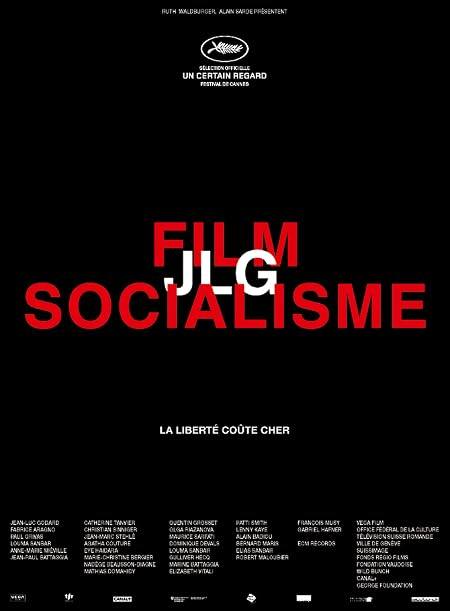 RUTH WALDBURGER, ALAIN SARDE PRÉSENTENT
SÉLECTION OFFICIELLE
UN CERTAIN REGARD
FESTIVAL DE CANNES
FILM
JLG
SOCIALISME
LA LIBERTÉ COÛTE CHER
JEAN-LUC GODARD
FABRICE ARAGNO
PAUL GRIVAS
LOUMA SANBAR
ANNE-MARIE MIÉVILLE
JEAN-PAUL BATTAGGIA
CATHERINE TANVIER
CHRISTIAN SINNIGER
JEAN-MARC STEHLÉ
AGATHA COUTURE
EYE HAIDARA
MARIE-CHRISTINE BERGIER
NADÈGE BEAUSSON-DIAGNE
MATHIAS DOMAHIDY
QUENTIN GROSSET
OLGA RIAZANOVA
MAURICE SARFATI
DOMINIQUE DEVALS
LOUMA SANBAR
GULLIVER HECQ
MARINE BATTAGGIA
ELIZABETH VITALI
PATTI SMITH
LENNY KAYE
ALAIN BADIOU
BERNARD MARIS
ELIAS SANBAR
ROBERT MALOUBIER
FRANÇOIS MUSY
GABRIEL HAFNER
ECM RECORDS
VEGA FILM
OFFICE FÉDÉRAL DE LA CULTURE
TÉLÉVISION SUISSE ROMANDE
VILLE DE GENÈVE
SUISSIMAGE
FONDS REGIO FILMS
FONDATION VAUDOISE
WILD BUNCH
CANAL+
GEORGE FOUNDATION
VEGA